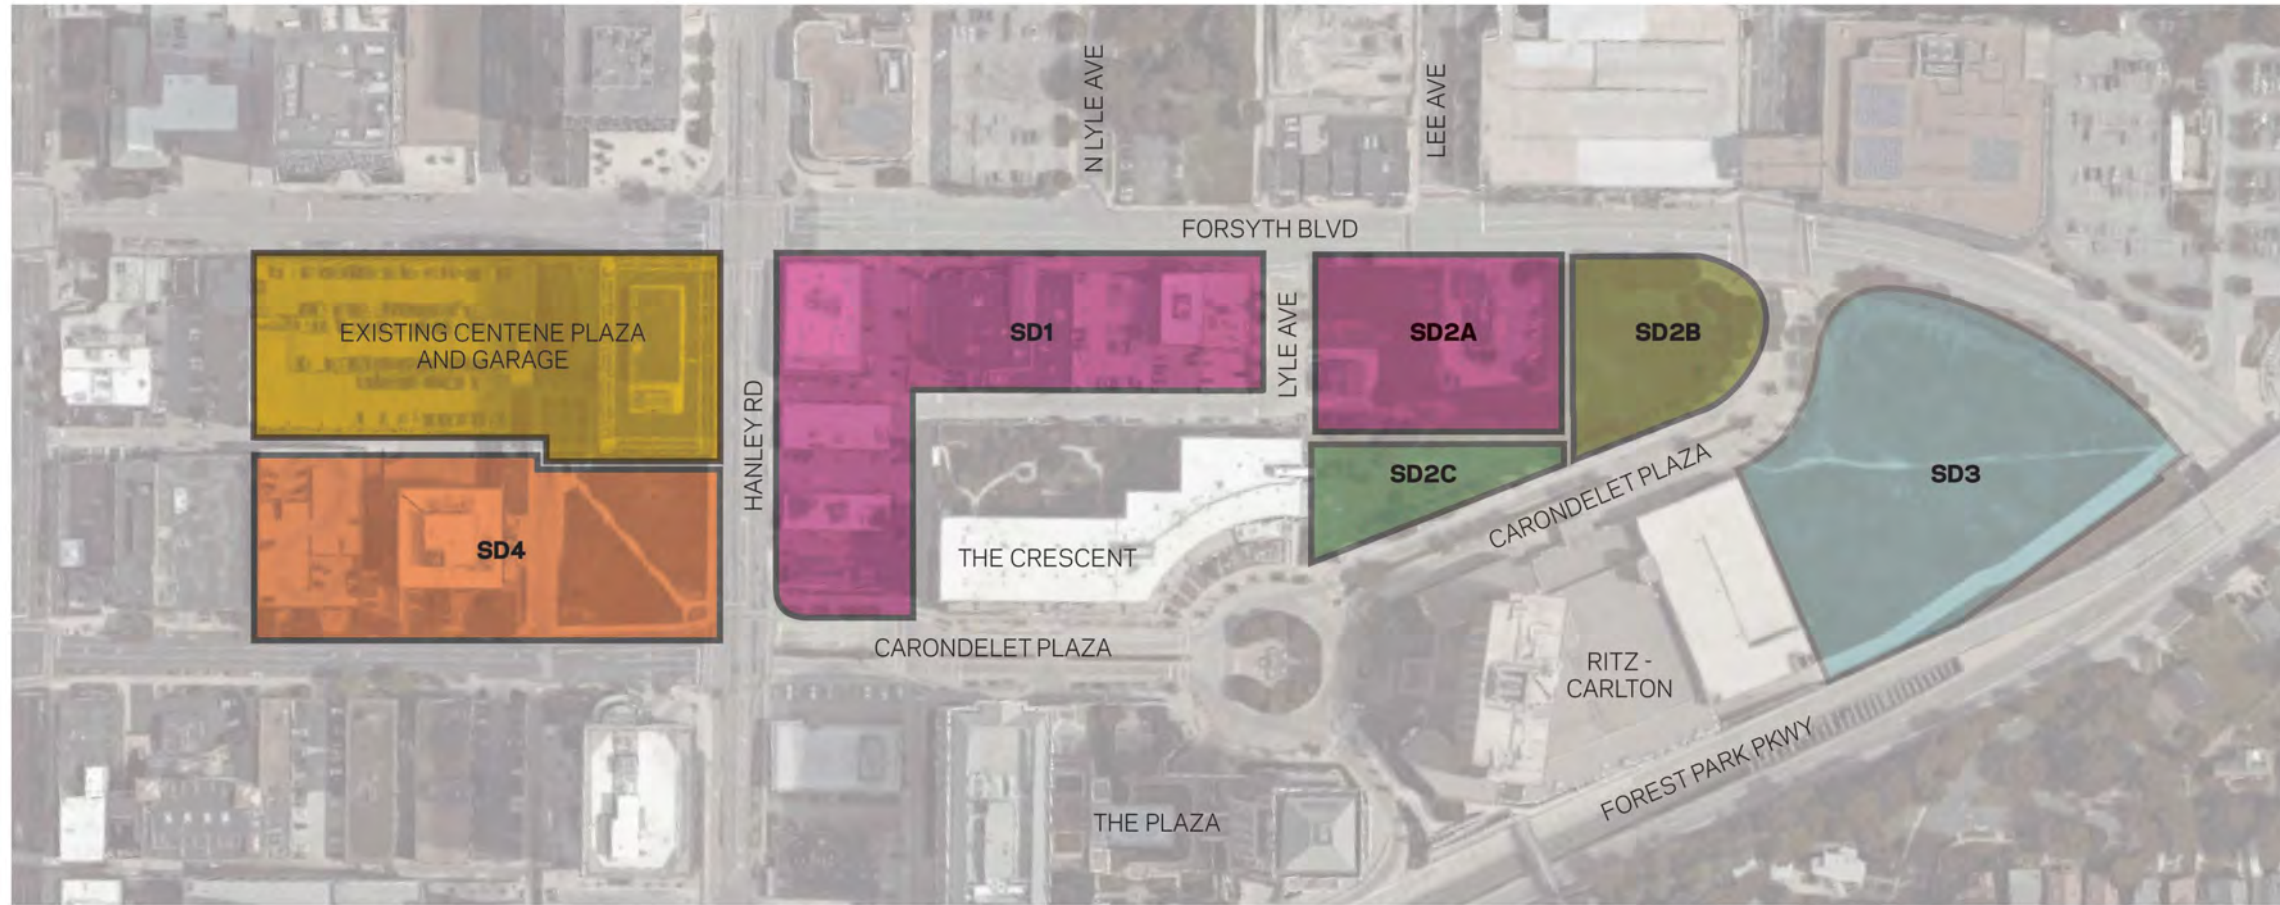 N LYLE AVE
LEE AVE
FORSYTH BLVD
EXISTING CENTENE PLAZA
AND GARAGE
SD1
LYLE AVE
SD2A
SD2B
HANLEY RD
SD2C
CARONDELET PLAZA
SD3
SD4
THE CRESCENT
CARONDELET PLAZA
RITZ -
CARLTON
FOREST PARK PKWY
THE PLAZA